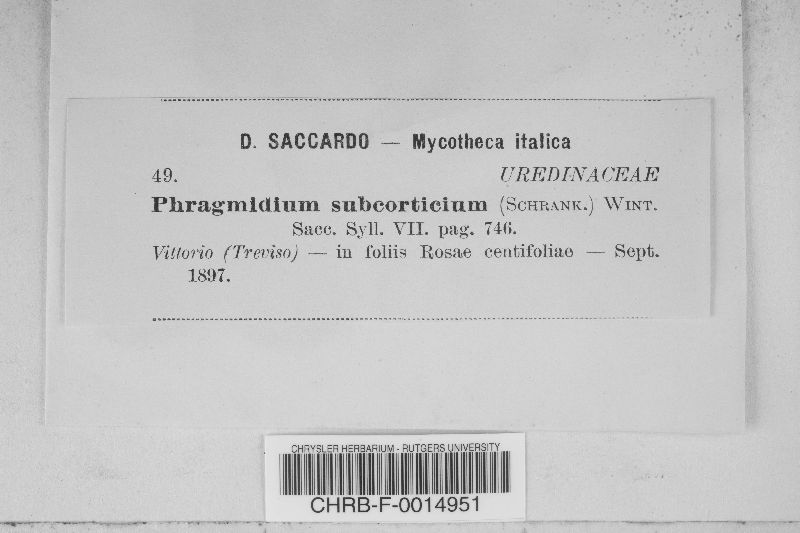 D. SACCARDO — Mycotheca italica
49. UREDINACEAE
Phragmidium subcorticium (SCHRANK.) WINT.
Sacc. Syll. VII. pag. 746.
Vittorio (Treviso) — in foliis Rosae centifoliae — Sept.
1897.
CHRYSLER HERBARIUM - RUTGERS UNIVERSITY
CHRB-F-0014951